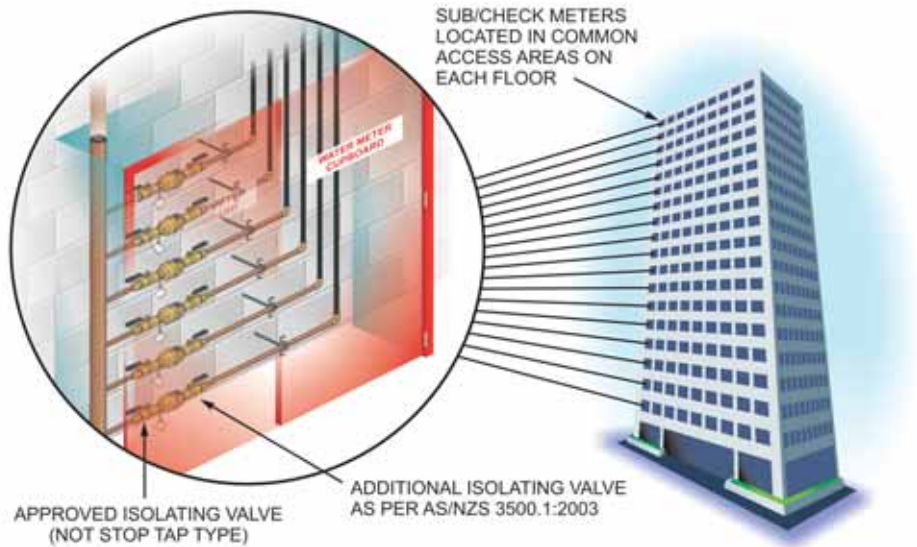 SUB/CHECK METERS
LOCATED IN COMMON
ACCESS AREAS ON
EACH FLOOR
WATER METER
CUPBOARD
ADDITIONAL ISOLATING VALVE
AS PER AS/NZS 3500.1:2003
APPROVED ISOLATING VALVE
(NOT STOP TAP TYPE)